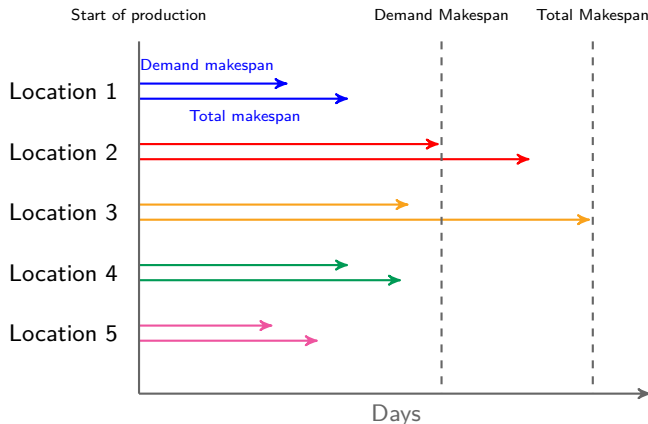 Start of production
Demand Makespan
Total Makespan
Demand makespan
Location 1
Total makespan
Location 2
Location 3
Location 4
Location 5
Days